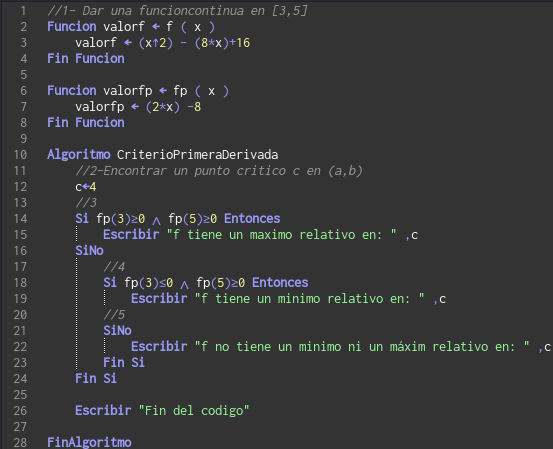 1 //1- Dar una funcioncontinua en [3,5]
2 Funcion valorf ← f ( x )
3 valorf ← (x↑2) - (8*x)+16
4 Fin Funcion
5
6 Funcion valorfp ← fp ( x )
7 valorfp ← (2*x) -8
8 Fin Funcion
9
10 Algoritmo CriterioPrimeraDerivada
11 //2-Encontrar un punto critico c en (a,b)
12 c←4
13 //3
14 Si fp(3)≥0 ∧ fp(5)≥0 Entonces
15 Escribir "f tiene un maximo relativo en: " ,c
16 SiNo
17 //4
18 Si fp(3)≤0 ∧ fp(5)≥0 Entonces
19 Escribir "f tiene un minimo relativo en: " ,c
20 //5
21 SiNo
22 Escribir "f no tiene un minimo ni un máxim relativo en: " ,c
23 Fin Si
24 Fin Si
25
26 Escribir "Fin del codigo"
27
28 FinAlgoritmo